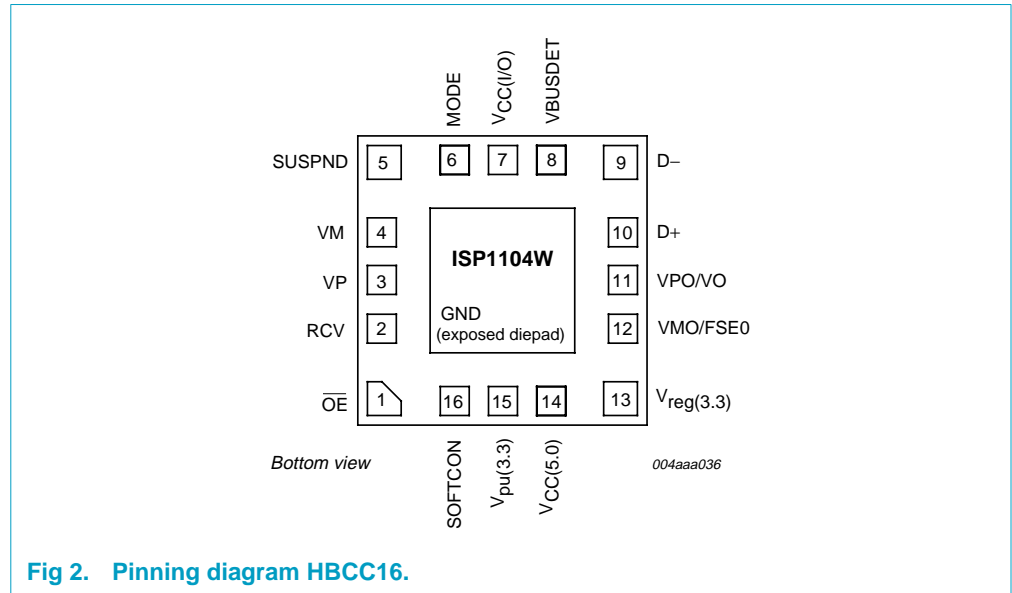 MODE
VCC(I/O)
VBUSDET
SUSPND 5 6 7 8 9 D−
VM 4 10 D+
ISP1104W
VP 3 11 VPO/VO
GND
(exposed diepad)
RCV 2 12 VMO/FSE0
OE 1 16 15 14 13 Vreg(3.3)
SOFTCON
Vpu(3.3)
VCC(5.0)
Bottom view
004aaa036
Fig 2. Pinning diagram HBCC16.